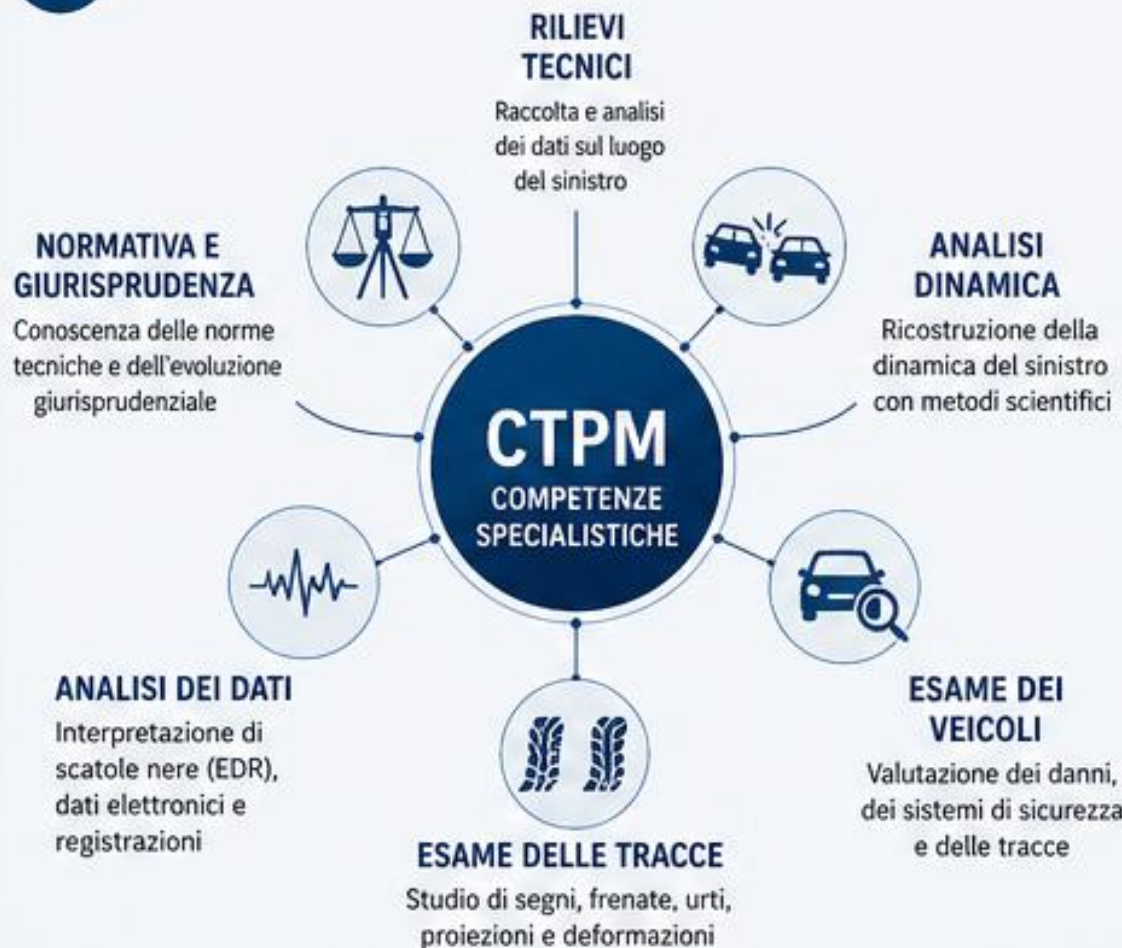 RILIEVI
TECNICI
Raccolta e analisi
dei dati sul luogo
del sinistro
NORMATIVA E
GIURISPRUDENZA
Conoscenza delle norme
tecniche e dell'evoluzione
giurisprudenziale
ANALISI
DINAMICA
Ricostruzione della
dinamica del sinistro
con metodi scientifici
CTPM
COMPETENZE
SPECIALISTICHE
ANALISI DEI DATI
Interpretazione di
scatole nere (EDR),
dati elettronici e
registrazioni
ESAME DEI
VEICOLI
Valutazione dei danni,
dei sistemi di sicurezza
e delle tracce
ESAME DELLE TRACCE
Studio di segni, frenate, urti,
proiezioni e deformazioni